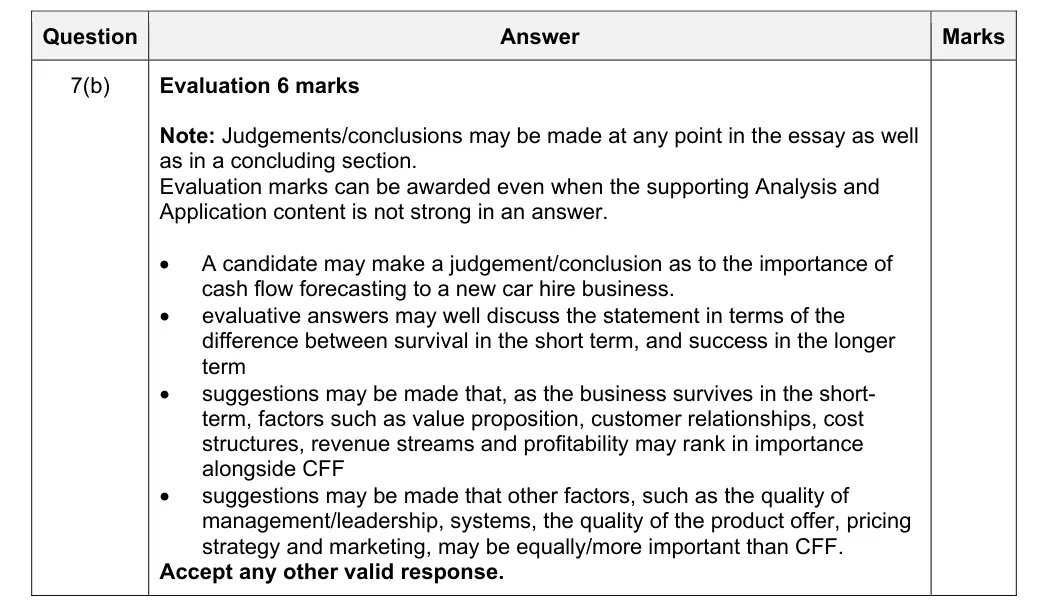 Question Answer Marks
7(b) Evaluation 6 marks
Note: Judgements/conclusions may be made at any point in the essay as well
as in a concluding section.
Evaluation marks can be awarded even when the supporting Analysis and
Application content is not strong in an answer.
• A candidate may make a judgement/conclusion as to the importance of
cash flow forecasting to a new car hire business.
• evaluative answers may well discuss the statement in terms of the
difference between survival in the short term, and success in the longer
term
• suggestions may be made that, as the business survives in the short-
term, factors such as value proposition, customer relationships, cost
structures, revenue streams and profitability may rank in importance
alongside CFF
• suggestions may be made that other factors, such as the quality of
management/leadership, systems, the quality of the product offer, pricing
strategy and marketing, may be equally/more important than CFF.
Accept any other valid response.